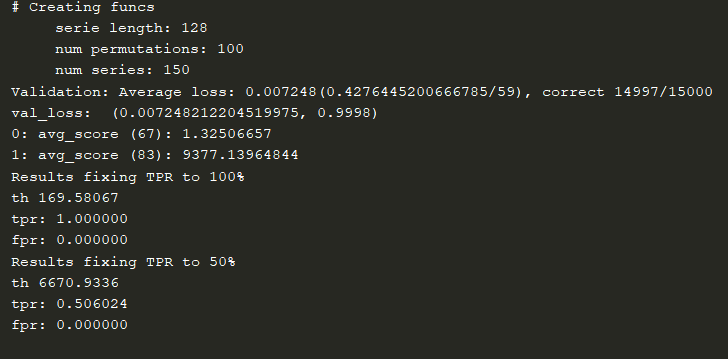 # Creating funcs
serie length: 128
num permutations: 100
num series: 150
Validation: Average loss: 0.007248(0.4276445200666785/59), correct 14997/15000
val_loss:  (0.007248212204519975, 0.9998)
0: avg_score (67): 1.32506657
1: avg_score (83): 9377.13964844
Results fixing TPR to 100%
th 169.58067
tpr: 1.000000
fpr: 0.000000
Results fixing TPR to 50%
th 6670.9336
tpr: 0.506024
fpr: 0.000000